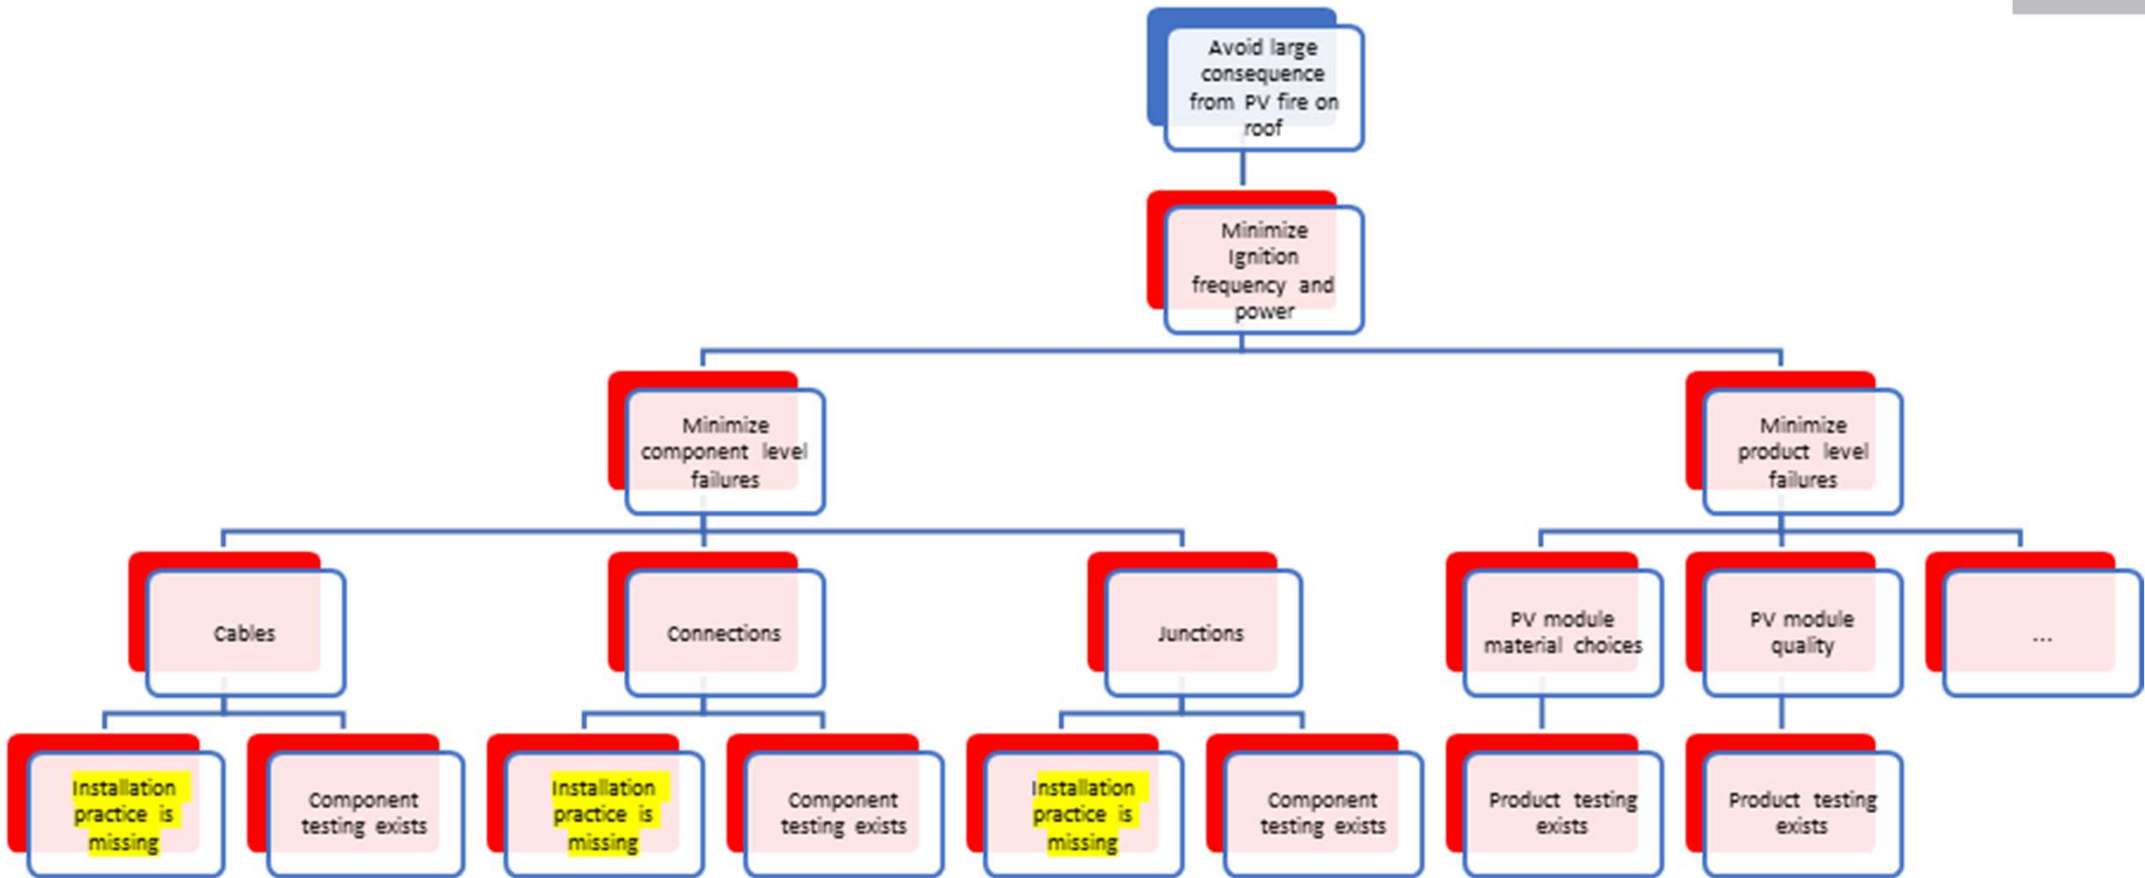 Avoid large
consequence
from PV fire on
roof
Minimize
Ignition
frequency and
power
Minimize
component level
failures
Minimize
product level
failures
Cables
Connections
Junctions
PV module
material choices
PV module
quality
...
Installation
practice is
missing
Component
testing exists
Installation
practice is
missing
Component
testing exists
Installation
practice is
missing
Component
testing exists
Product testing
exists
Product testing
exists